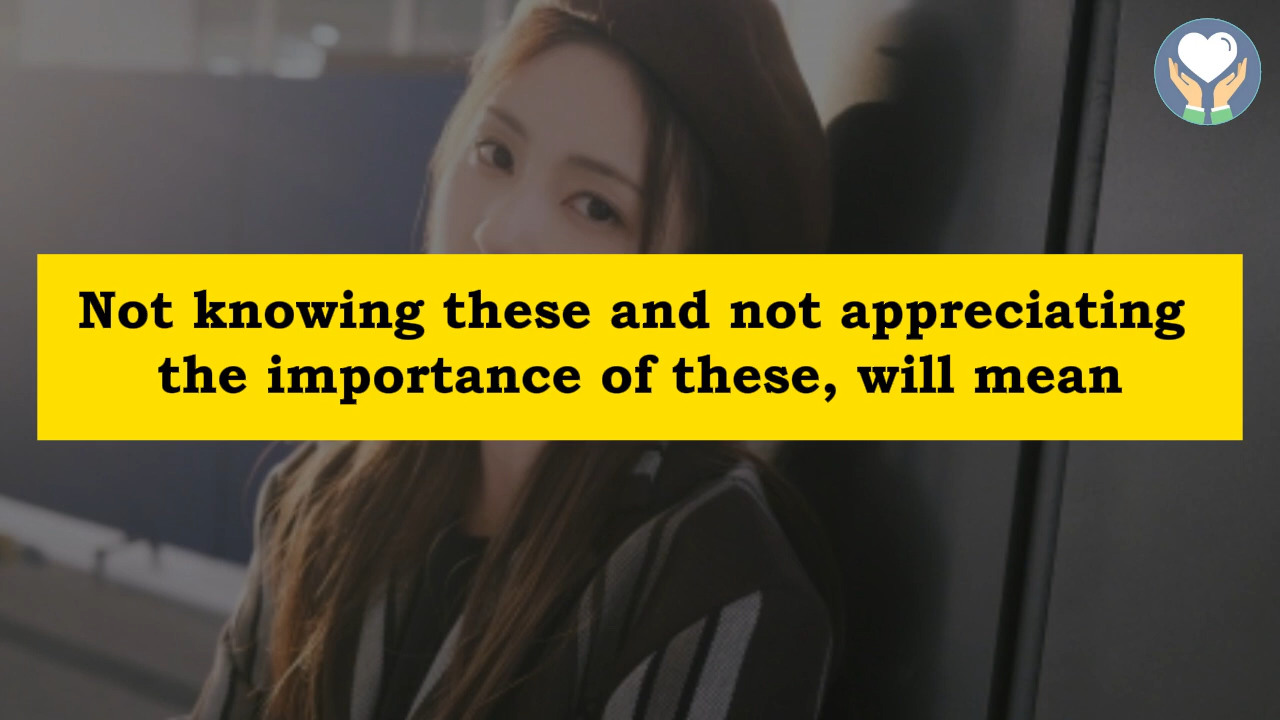 Not knowing these and not appreciating
the importance of these, will mean